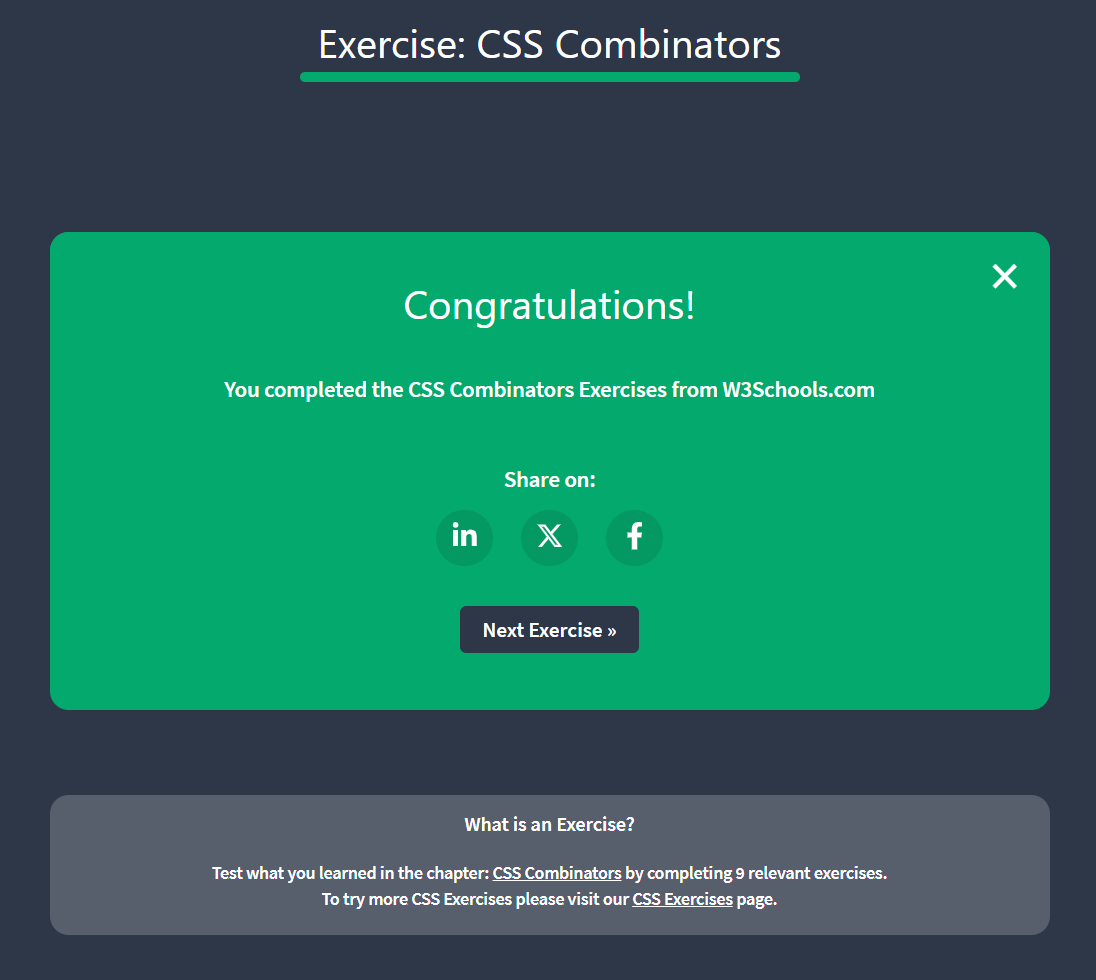 Exercise: CSS Combinators
Congratulations!
You completed the CSS Combinators Exercises from W3Schools.com
Share on:
Next Exercise »
What is an Exercise?
Test what you learned in the chapter: CSS Combinators by completing 9 relevant exercises.
To try more CSS Exercises please visit our CSS Exercises page.